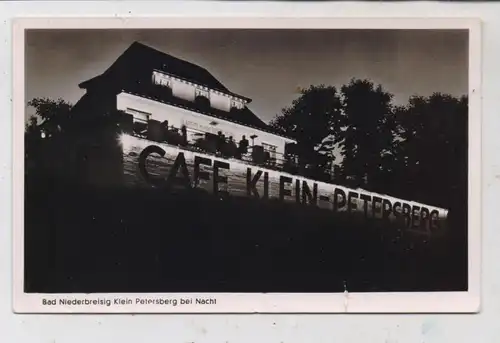 CAFE KLEIN-PETERSBERG
Bad Niederbreisig Klein Petersberg bei Nacht